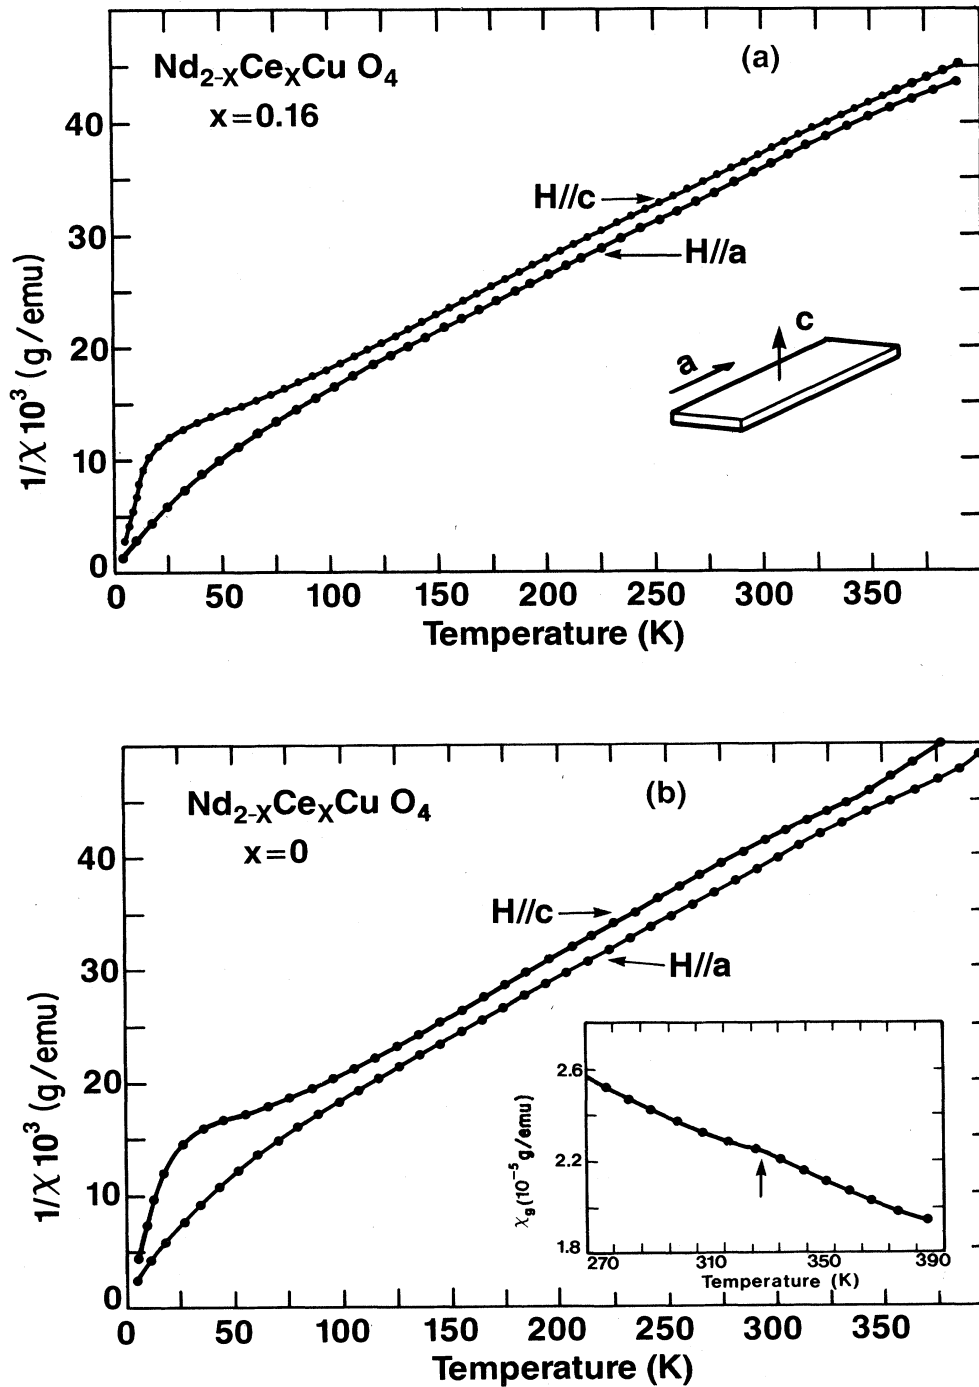 Nd₂₋ₓCeₓCu O₄
x=0.16
(a)
40
30
20
10
0
1/χ 10³ (g/emu)
H//c
H//a
a
c
0 50 100 150 200 250 300 350
Temperature (K)
Nd₂₋ₓCeₓCu O₄
x=0
(b)
40
30
20
10
0
1/χ 10³ (g/emu)
H//c
H//a
2.6
2.2
1.8
χg (10⁻⁵ g/emu)
270 310 350 390
Temperature (K)
0 50 100 150 200 250 300 350
Temperature (K)